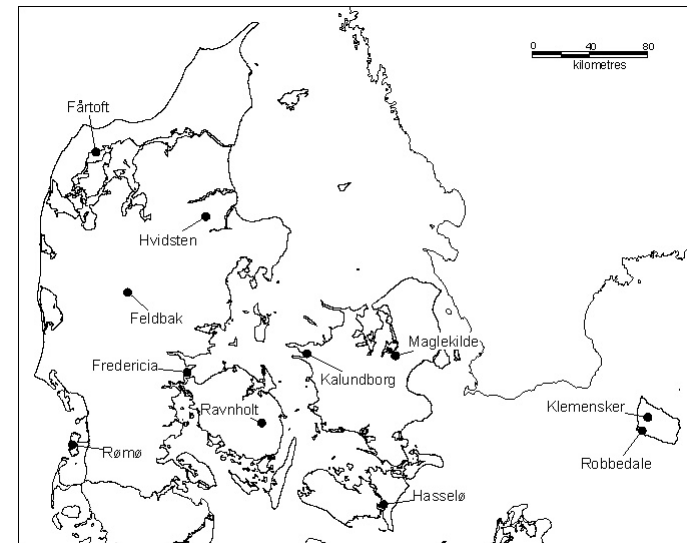 0 40 80
kilometres
Fårtoft
Hvidsten
Feldbak
Maglekilde
Fredericia
Kalundborg
Ravnholt
Klemensker
Rømø
Robbedale
Hasselø